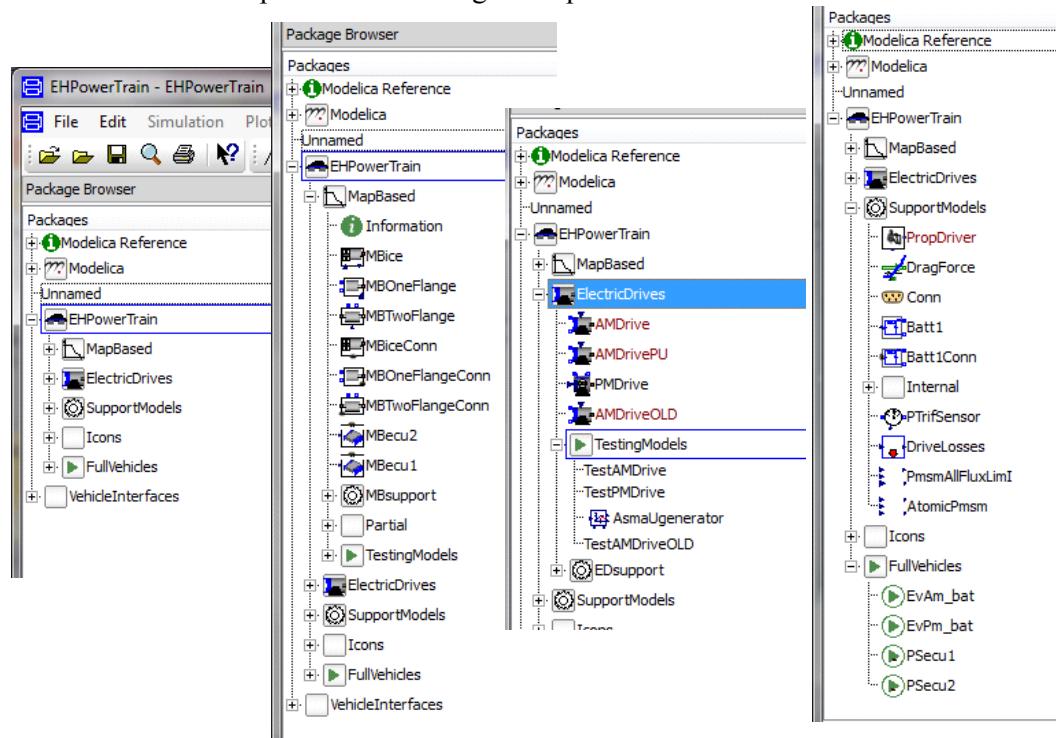 EHPowerTrain - EHPowerTrain
File Edit Simulation Plot
Package Browser
Packages
Modelica Reference
Modelica
Unnamed
EHPowerTrain
MapBased
ElectricDrives
SupportModels
Icons
FullVehicles
VehicleInterfaces
Package Browser
Packages
Modelica Reference
Modelica
Unnamed
EHPowerTrain
MapBased
Information
MBice
MBOneFlange
MBTwoFlange
MBiceConn
MBOneFlangeConn
MBTwoFlangeConn
MBecu2
MBecu1
MBsupport
Partial
TestingModels
ElectricDrives
SupportModels
Icons
FullVehicles
VehicleInterfaces
Packages
Modelica Reference
Modelica
Unnamed
EHPowerTrain
MapBased
ElectricDrives
AMDrive
AMDrivePU
PMDrive
AMDriveOLD
TestingModels
TestAMDrive
TestPMDrive
AsmaUgenerator
TestAMDriveOLD
EDsupport
SupportModels
Icons
Packages
Modelica Reference
Modelica
Unnamed
EHPowerTrain
MapBased
ElectricDrives
SupportModels
PropDriver
DragForce
Conn
Batt1
Batt1Conn
Internal
PTrifSensor
DriveLosses
PmsmAllFluxLimI
AtomicPmsm
Icons
FullVehicles
EvAm_bat
EvPm_bat
PSecu1
PSecu2